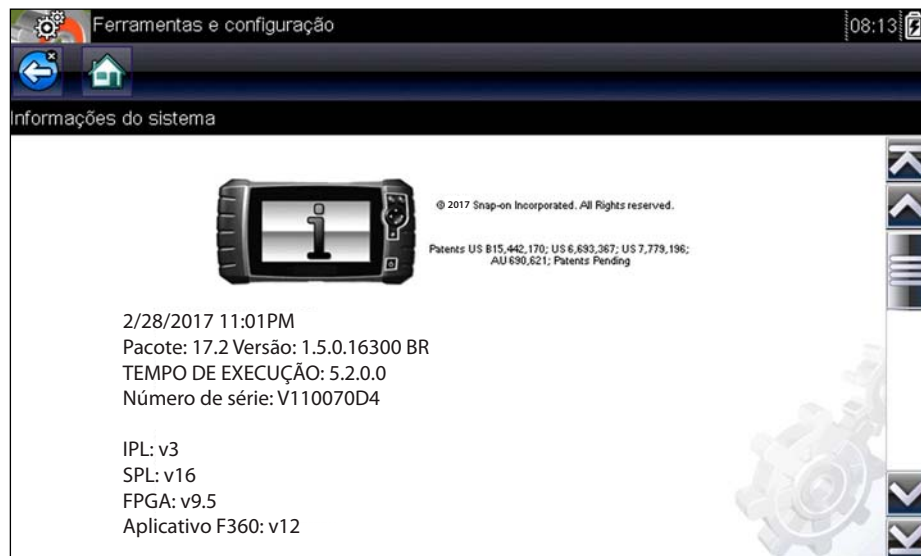 Ferramentas e configuração
08:13
Informações do sistema
© 2017 Snap-on Incorporated. All Rights reserved.
Patents US B15,442,170; US 6,693,367; US 7,779,196;
AU 690,621; Patents Pending
2/28/2017 11:01PM
Pacote: 17.2 Versão: 1.5.0.16300 BR
TEMPO DE EXECUÇÃO: 5.2.0.0
Número de série: V110070D4
IPL: v3
SPL: v16
FPGA: v9.5
Aplicativo F360: v12